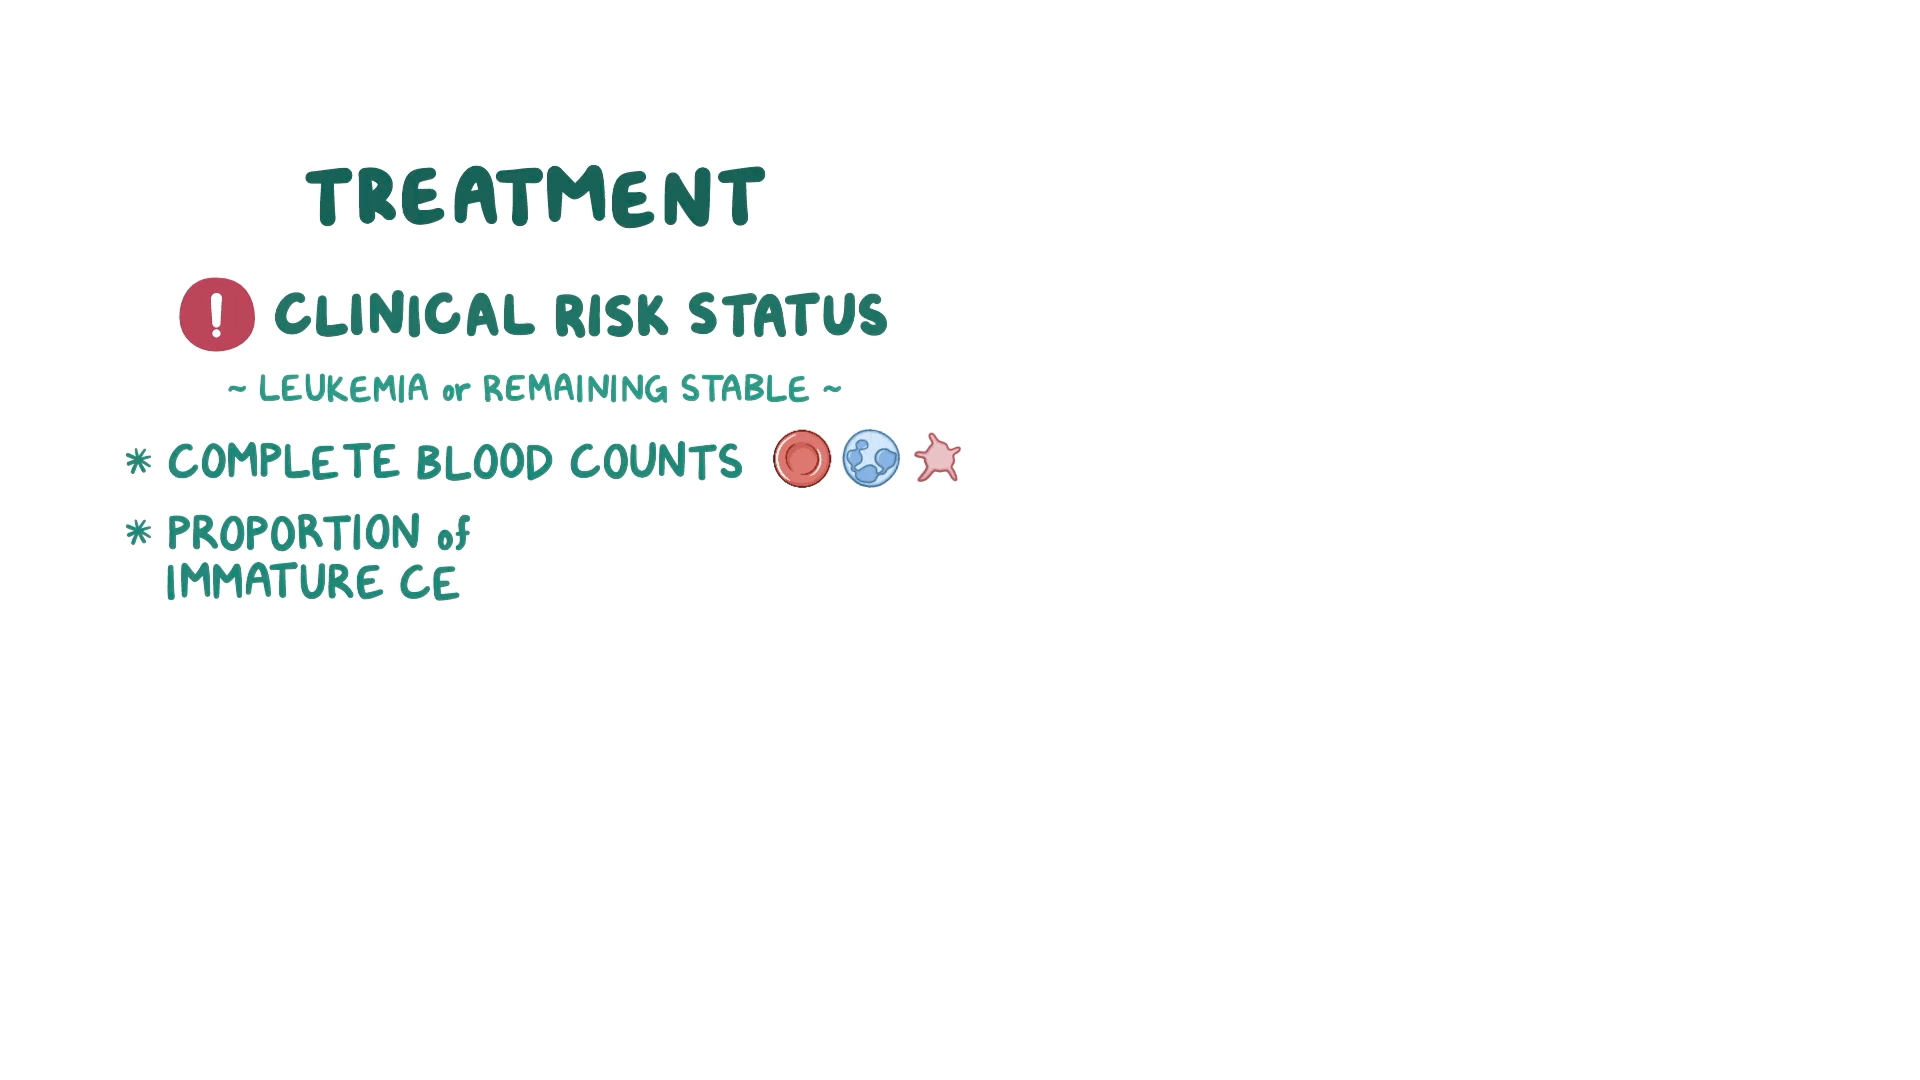 TREATMENT
! CLINICAL RISK STATUS
~ LEUKEMIA or REMAINING STABLE ~
* COMPLETE BLOOD COUNTS
* PROPORTION of
IMMATURE CE